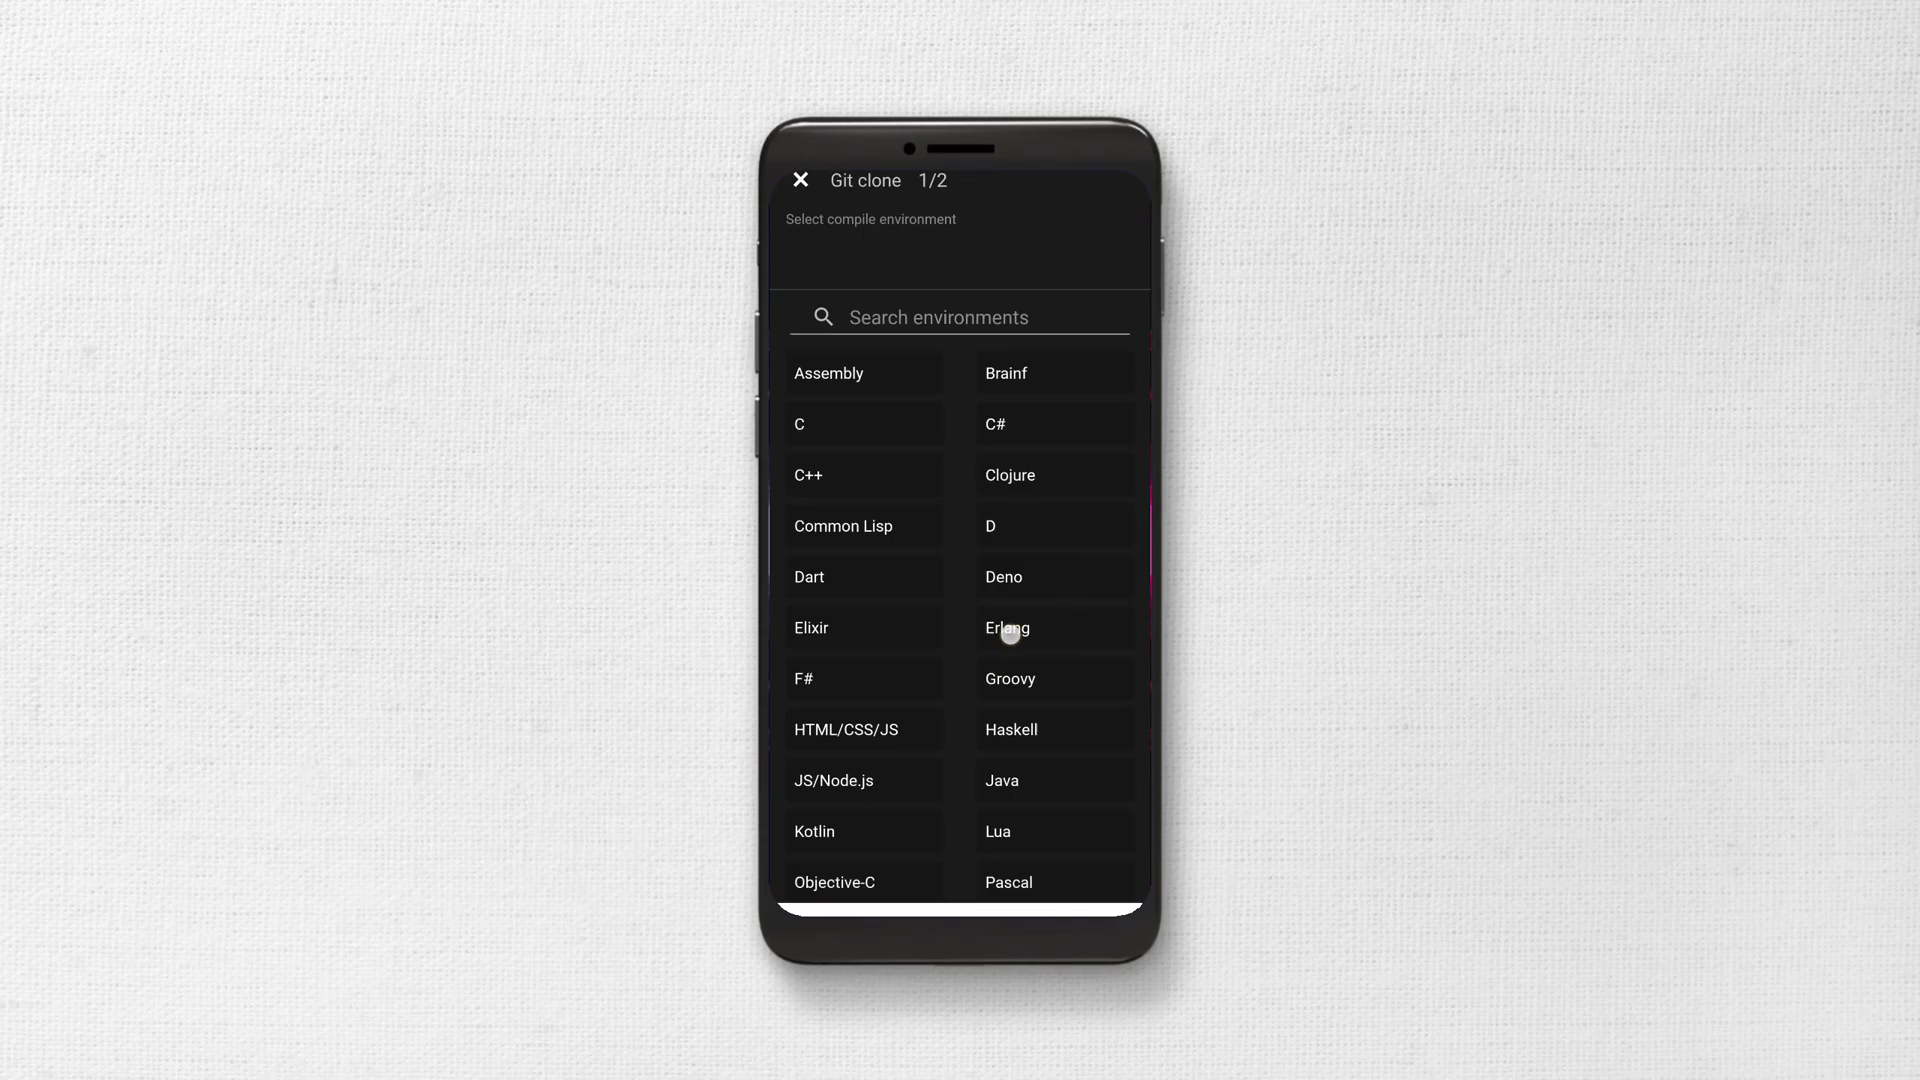 Git clone 1/2
Select compile environment
Search environments
Assembly Brainf
C C#
C++ Clojure
Common Lisp D
Dart Deno
Elixir Erlang
F# Groovy
HTML/CSS/JS Haskell
JS/Node.js Java
Kotlin Lua
Objective-C Pascal